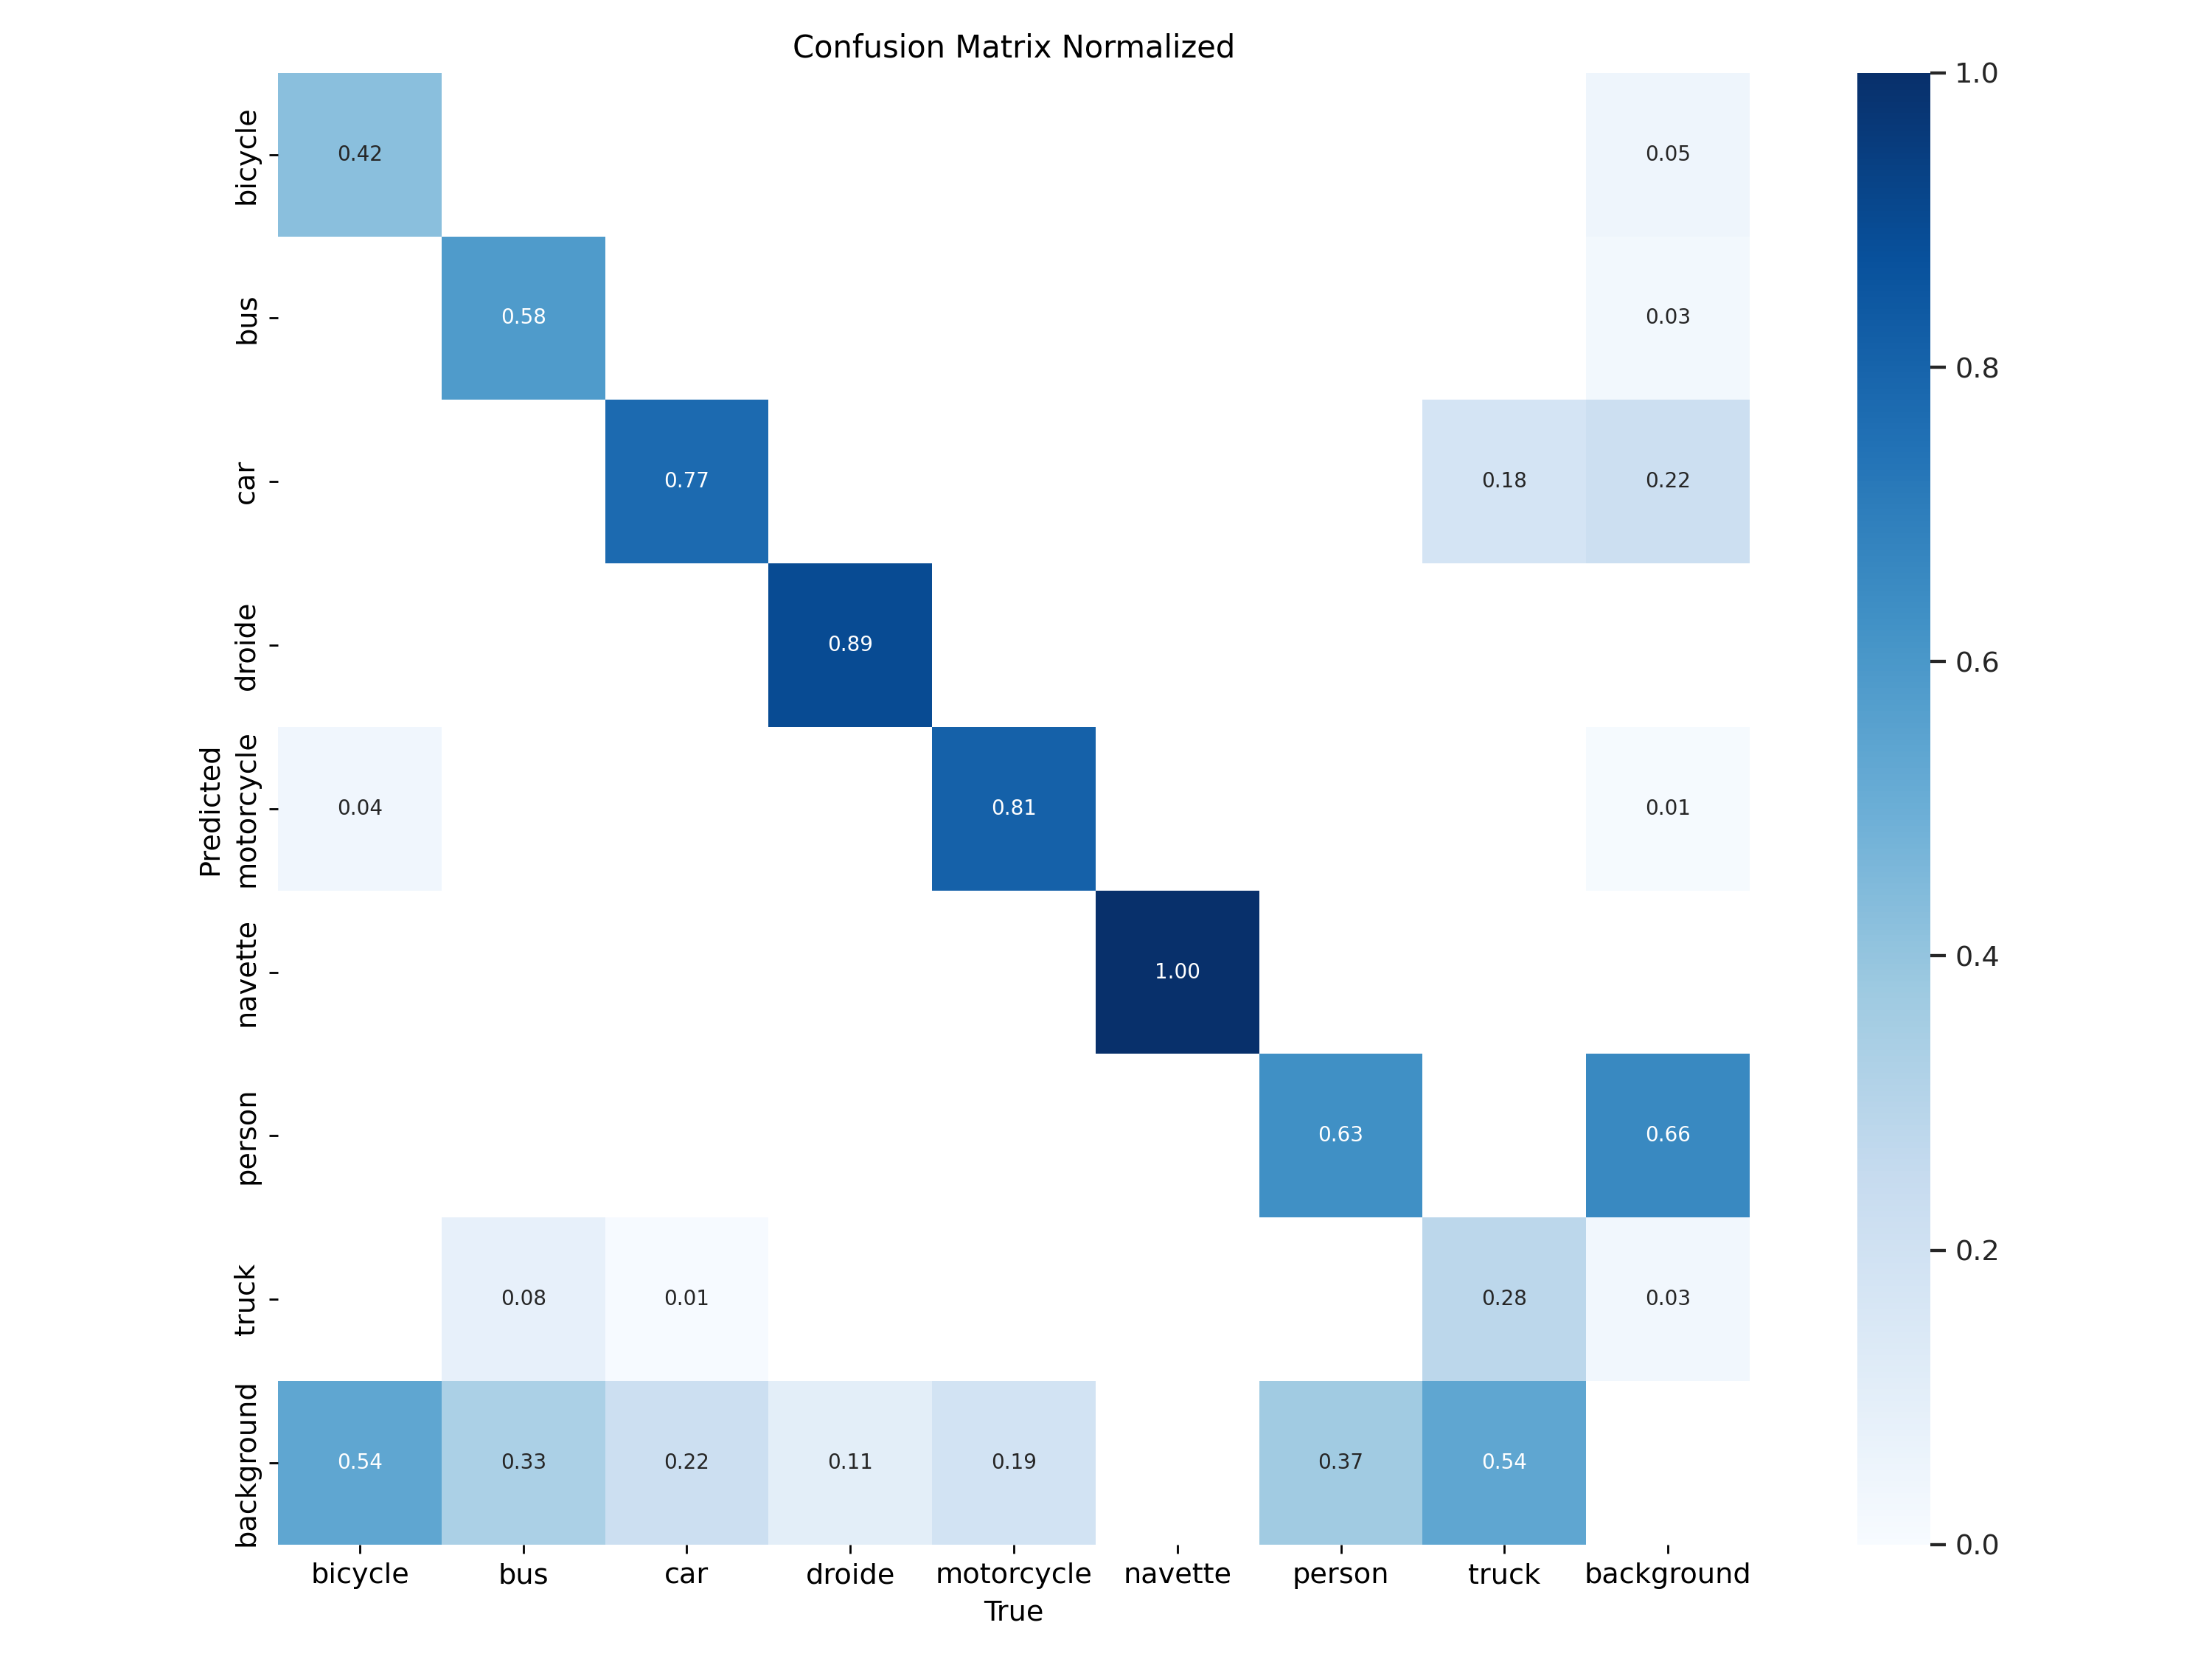 Confusion Matrix Normalized
bicycle 0.42 0.05
bus 0.58 0.03
car 0.77 0.18 0.22
droide 0.89
motorcycle 0.04 0.81 0.01
navette 1.00
person 0.63 0.66
truck 0.08 0.01 0.28 0.03
background 0.54 0.33 0.22 0.11 0.19 0.37 0.54
Predicted
bicycle bus car droide motorcycle navette person truck background
True
1.0
0.8
0.6
0.4
0.2
0.0